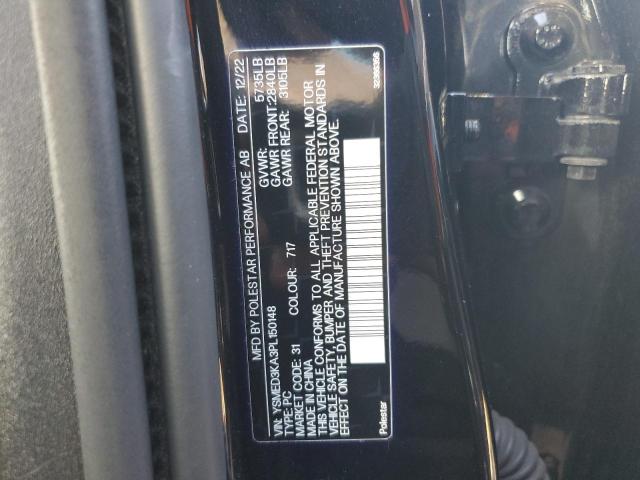 MFD BY POLESTAR PERFORMANCE AB DATE: 12/22
GVWR: 5735LB
GAWR FRONT:2840LB
GAWR REAR: 3105LB
VIN: YSMED3KA3PL150148
TYPE: PC
MARKET CODE: 31 COLOUR: 717
MADE IN CHINA
THIS VEHICLE CONFORMS TO ALL APPLICABLE FEDERAL MOTOR
VEHICLE SAFETY, BUMPER AND THEFT PREVENTION STANDARDS IN
EFFECT ON THE DATE OF MANUFACTURE SHOWN ABOVE.
Polestar